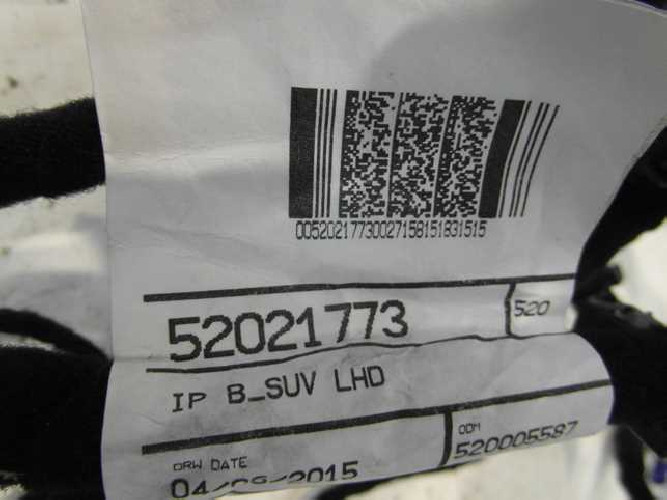 00520217730027158151831515
52021773
520
IP B_SUV LHD
ODM
520005587
DRW DATE